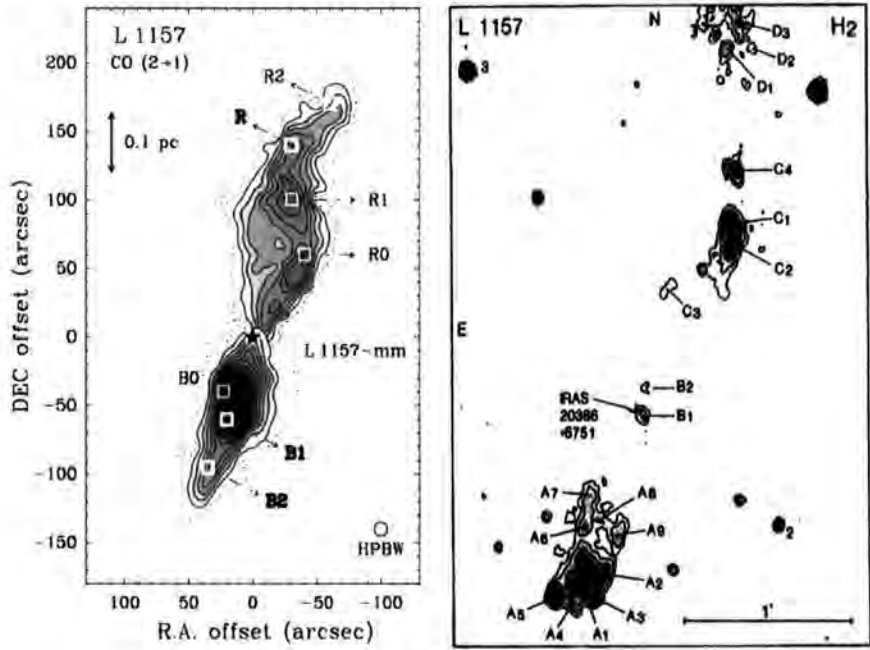 L 1157
CO (2→1)
0.1 pc
R2
R
R1
R0
L 1157-mm
B0
B1
B2
HPBW
200
150
100
50
0
-50
-100
-150
100 50 0 -50 -100
DEC offset (arcsec)
R.A. offset (arcsec)
L 1157 N H2
3
D3
D2
D1
C4
C1
C2
C3
E
B2
IRAS
20386
+6751
B1
A7 A8
A6 A9
2
A2
A5 A3
A4 A1
1'